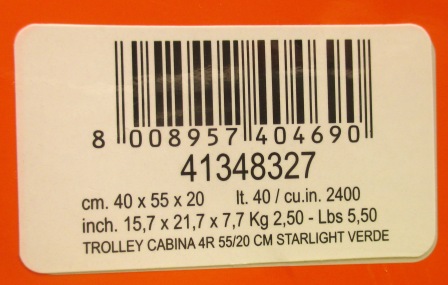 8 008957 404690
41348327
cm. 40 x 55 x 20 lt. 40 / cu.in. 2400
inch. 15,7 x 21,7 x 7,7 Kg 2,50 - Lbs 5,50
TROLLEY CABINA 4R 55/20 CM STARLIGHT VERDE